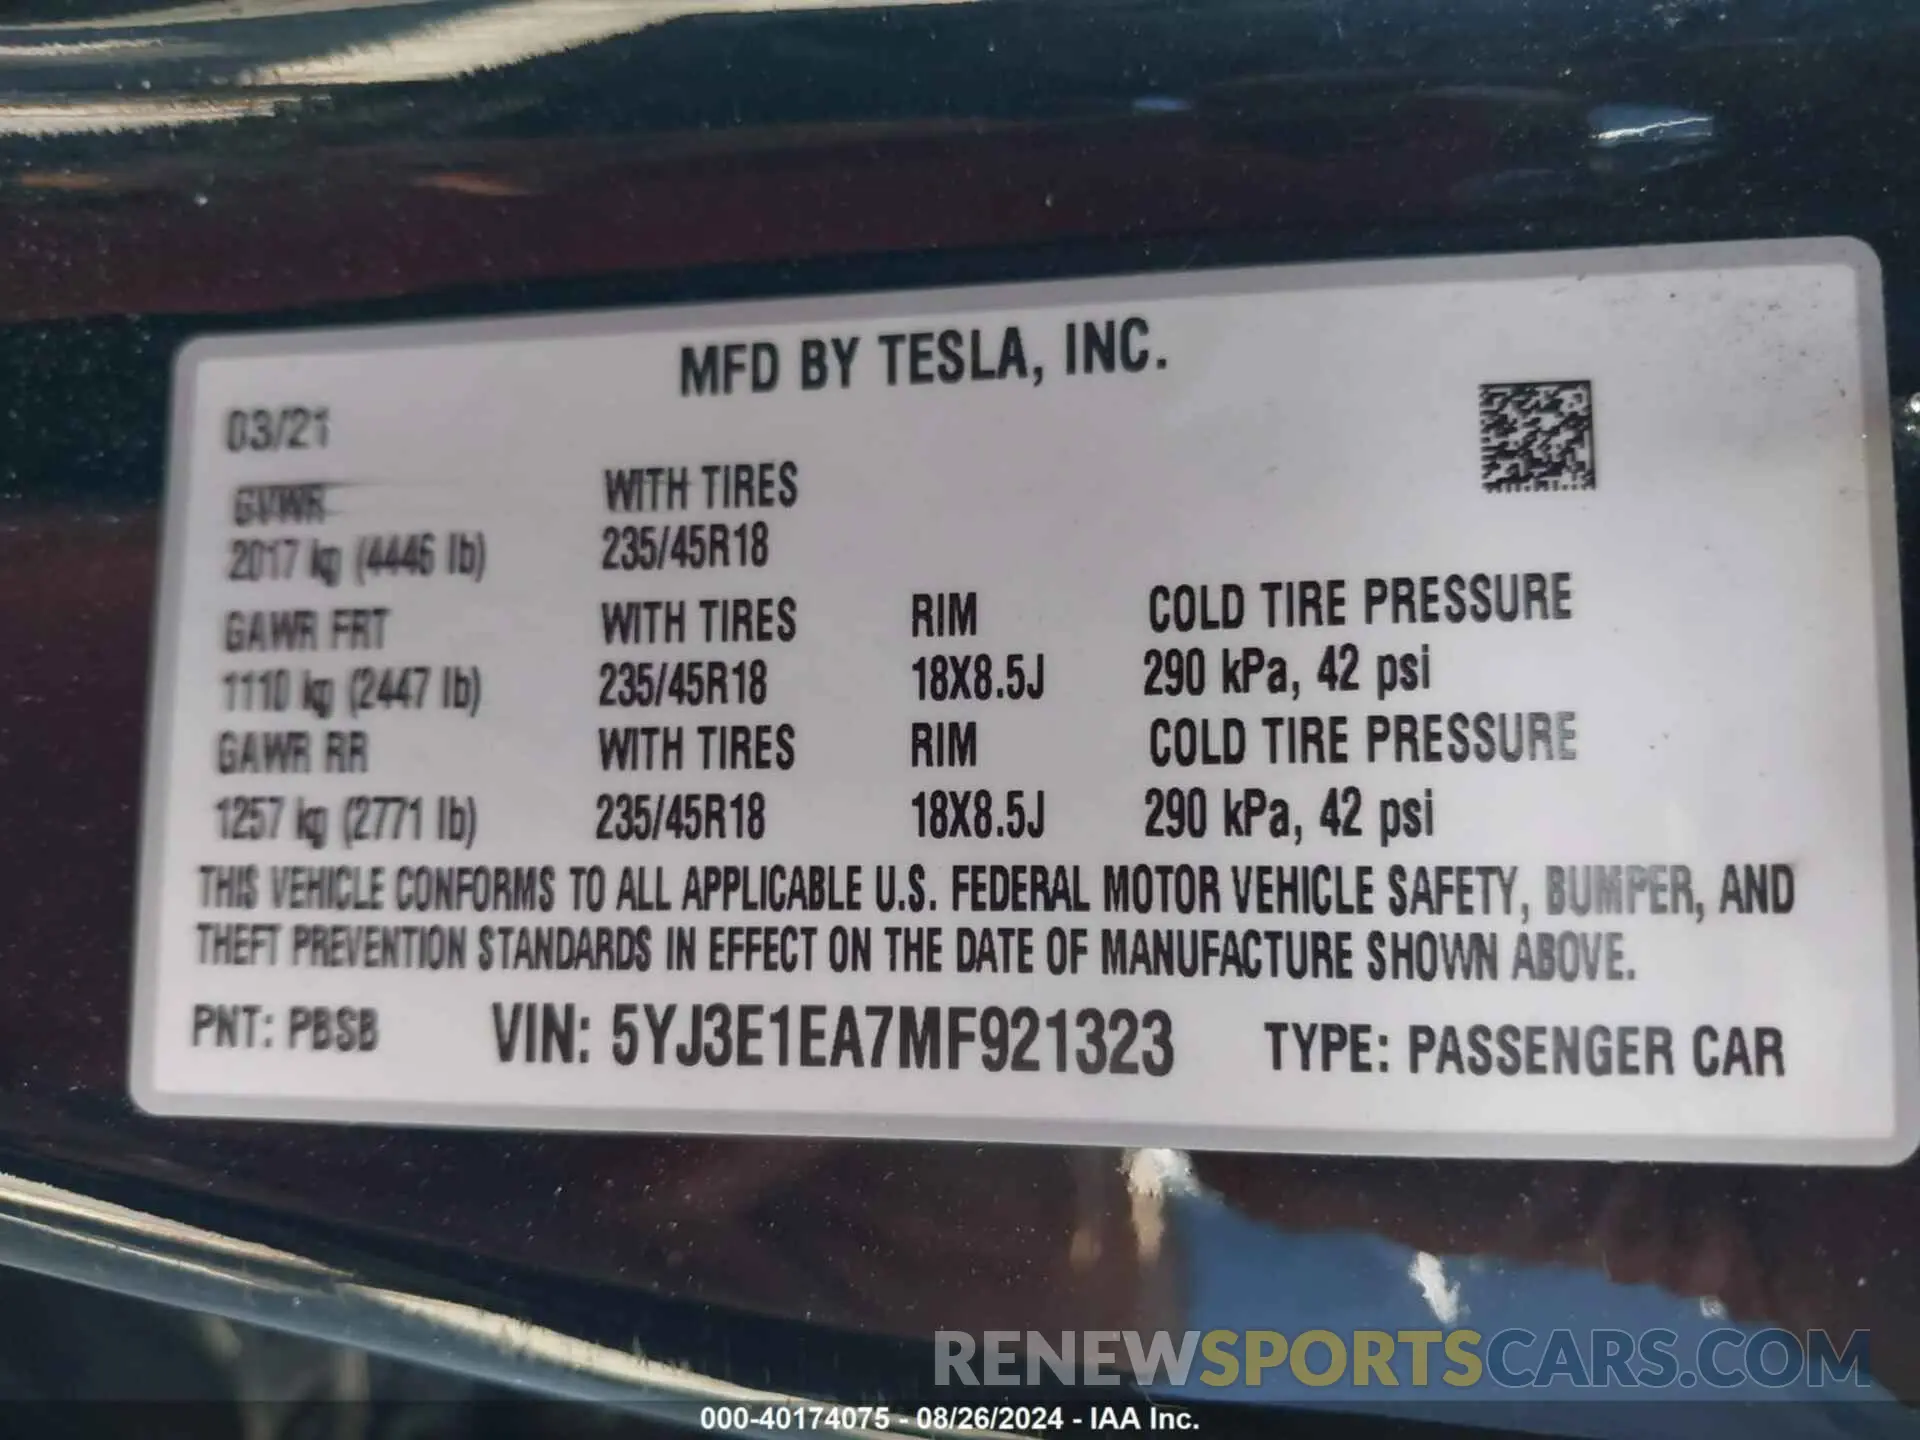 MFD BY TESLA, INC.
03/21
GVWR WITH TIRES
2017 kg (4446 lb) 235/45R18
GAWR FRT WITH TIRES RIM COLD TIRE PRESSURE
1110 kg (2447 lb) 235/45R18 18X8.5J 290 kPa, 42 psi
GAWR RR WITH TIRES RIM COLD TIRE PRESSURE
1257 kg (2771 lb) 235/45R18 18X8.5J 290 kPa, 42 psi
THIS VEHICLE CONFORMS TO ALL APPLICABLE U.S. FEDERAL MOTOR VEHICLE SAFETY, BUMPER, AND
THEFT PREVENTION STANDARDS IN EFFECT ON THE DATE OF MANUFACTURE SHOWN ABOVE.
PNT: PBSB VIN: 5YJ3E1EA7MF921323 TYPE: PASSENGER CAR
RENEWSPORTSCARS.COM
000-40174075 - 08/26/2024 - IAA Inc.